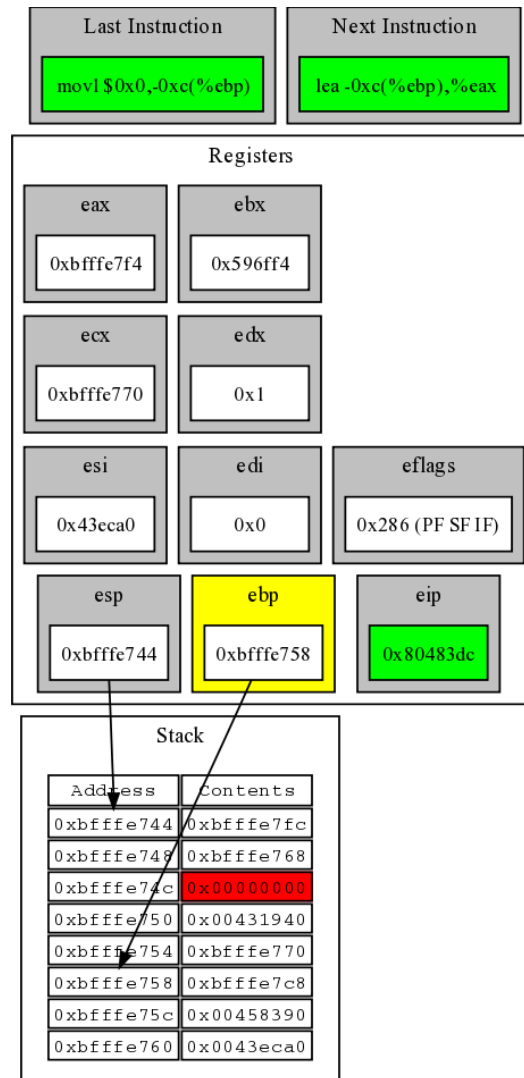 Last Instruction
Next Instruction
movl $0x0,-0xc(%ebp)
lea -0xc(%ebp),%eax
Registers
eax
ebx
0xbfffe7f4
0x596ff4
ecx
edx
0xbfffe770
0x1
esi
edi
eflags
0x43eca0
0x0
0x286 (PF SF IF)
esp
ebp
eip
0xbfffe744
0xbfffe758
0x80483dc
Stack
Address Contents
0xbfffe744 0xbfffe7fc
0xbfffe748 0xbfffe768
0xbfffe74c 0x00000000
0xbfffe750 0x00431940
0xbfffe754 0xbfffe770
0xbfffe758 0xbfffe7c8
0xbfffe75c 0x00458390
0xbfffe760 0x0043eca0